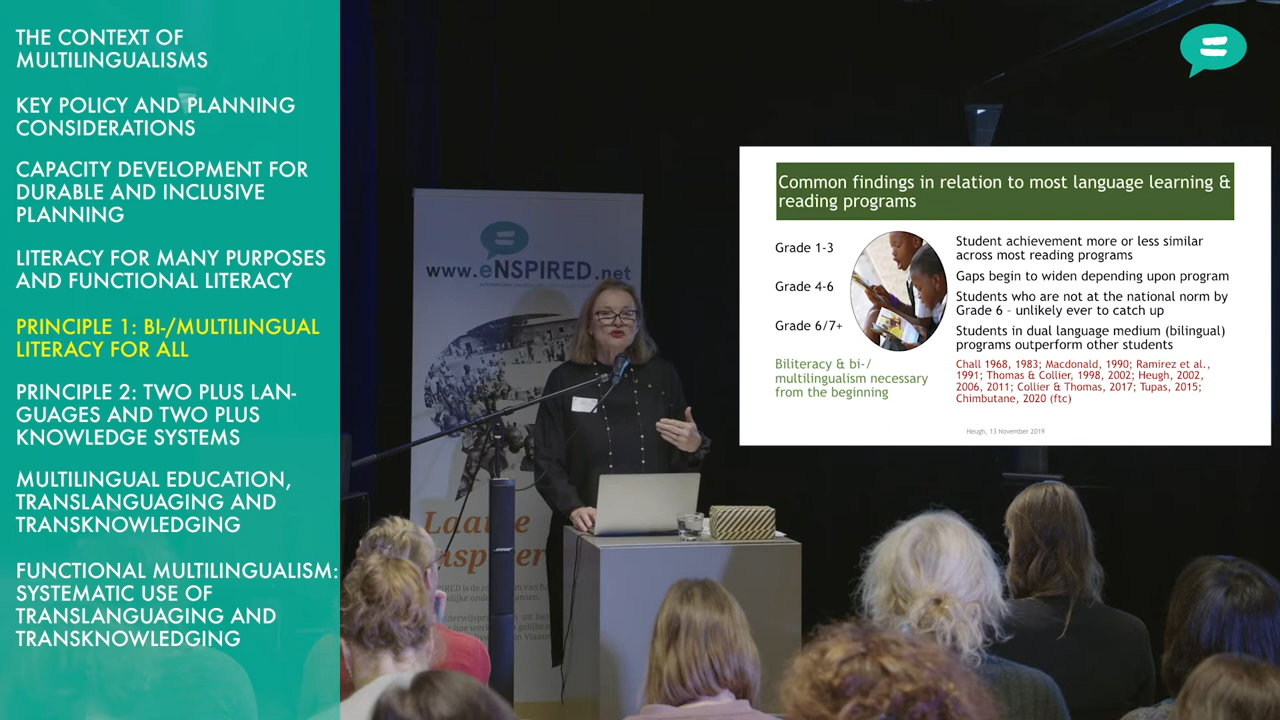 THE CONTEXT OF
MULTILINGUALISMS
KEY POLICY AND PLANNING
CONSIDERATIONS
CAPACITY DEVELOPMENT FOR
DURABLE AND INCLUSIVE
PLANNING
LITERACY FOR MANY PURPOSES
AND FUNCTIONAL LITERACY
PRINCIPLE 1: BI-/MULTILINGUAL
LITERACY FOR ALL
PRINCIPLE 2: TWO PLUS LAN-
GUAGES AND TWO PLUS
KNOWLEDGE SYSTEMS
MULTILINGUAL EDUCATION,
TRANSLANGUAGING AND
TRANSKNOWLEDGING
FUNCTIONAL MULTILINGUALISM:
SYSTEMATIC USE OF
TRANSLANGUAGING AND
TRANSKNOWLEDGING
www.eNSPIRED.net
BOSE
Common findings in relation to most language learning &
reading programs
Grade 1-3
Grade 4-6
Grade 6/7+
Biliteracy & bi-/
multilingualism necessary
from the beginning
Student achievement more or less similar
across most reading programs
Gaps begin to widen depending upon program
Students who are not at the national norm by
Grade 6 – unlikely ever to catch up
Students in dual language medium (bilingual)
programs outperform other students
Chall 1968, 1983; Macdonald, 1990; Ramirez et al.,
1991; Thomas & Collier, 1998, 2002; Heugh, 2002,
2006, 2011; Collier & Thomas, 2017; Tupas, 2015;
Chimbutane, 2020 (ftc)
Heugh, 13 November 2019